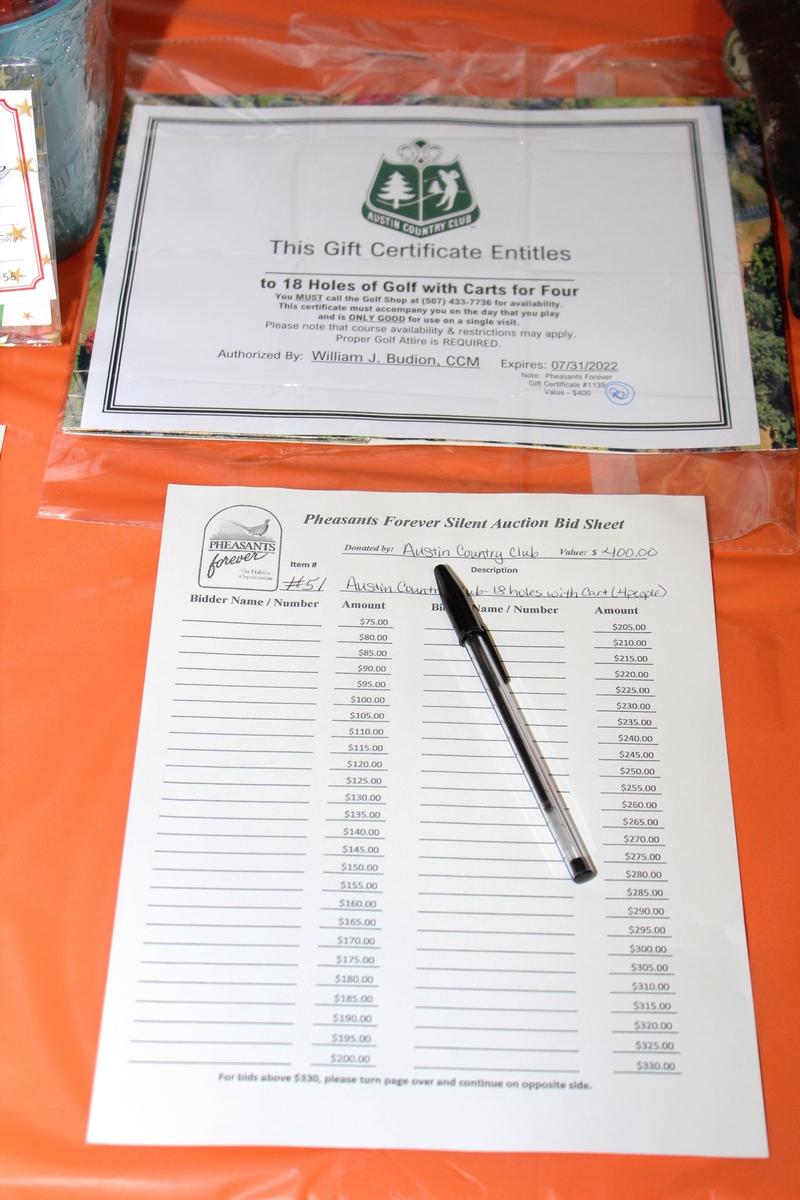 AUSTIN COUNTRY CLUB
This Gift Certificate Entitles
to 18 Holes of Golf with Carts for Four
You MUST call the Golf Shop at (507) 433-7736 for availability.
This certificate must accompany you on the day that you play
and is ONLY GOOD for use on a single visit.
Please note that course availability & restrictions may apply.
Proper Golf Attire is REQUIRED.
Authorized By: William J. Budion, CCM Expires: 07/31/2022
Note: Pheasants Forever
Gift Certificate #1139
Value - $400
Pheasants Forever Silent Auction Bid Sheet
PHEASANTS
forever
The Habitat
Organization
Donated by: Austin Country Club Value: $ 400.00
Item # Description
#51 Austin Country Club - 18 holes with Cart (4 people)
Bidder Name / Number Amount Bidder Name / Number Amount
$75.00 $205.00
$80.00 $210.00
$85.00 $215.00
$90.00 $220.00
$95.00 $225.00
$100.00 $230.00
$105.00 $235.00
$110.00 $240.00
$115.00 $245.00
$120.00 $250.00
$125.00 $255.00
$130.00 $260.00
$135.00 $265.00
$140.00 $270.00
$145.00 $275.00
$150.00 $280.00
$155.00 $285.00
$160.00 $290.00
$165.00 $295.00
$170.00 $300.00
$175.00 $305.00
$180.00 $310.00
$185.00 $315.00
$190.00 $320.00
$195.00 $325.00
$200.00 $330.00
For bids above $330, please turn page over and continue on opposite side.